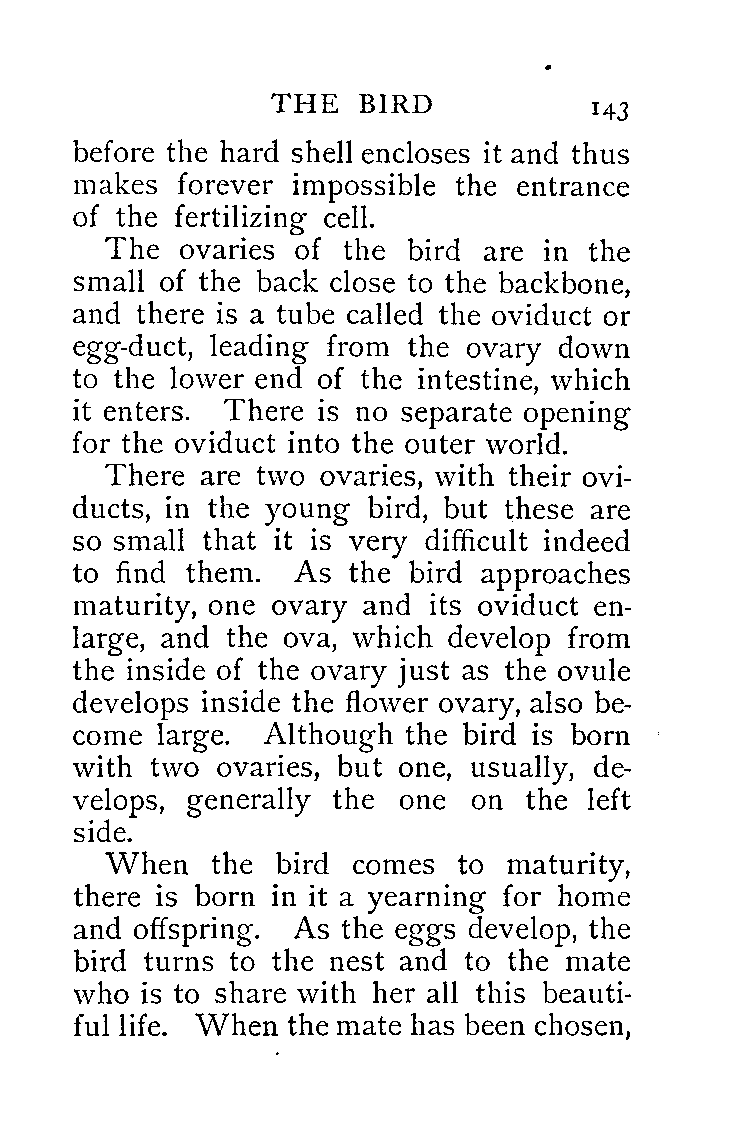 THE BIRD 143
before the hard shell encloses it and thus
makes forever impossible the entrance
of the fertilizing cell.
The ovaries of the bird are in the
small of the back close to the backbone,
and there is a tube called the oviduct or
egg-duct, leading from the ovary down
to the lower end of the intestine, which
it enters. There is no separate opening
for the oviduct into the outer world.
There are two ovaries, with their ovi-
ducts, in the young bird, but these are
so small that it is very difficult indeed
to find them. As the bird approaches
maturity, one ovary and its oviduct en-
large, and the ova, which develop from
the inside of the ovary just as the ovule
develops inside the flower ovary, also be-
come large. Although the bird is born
with two ovaries, but one, usually, de-
velops, generally the one on the left
side.
When the bird comes to maturity,
there is born in it a yearning for home
and offspring. As the eggs develop, the
bird turns to the nest and to the mate
who is to share with her all this beauti-
ful life. When the mate has been chosen,